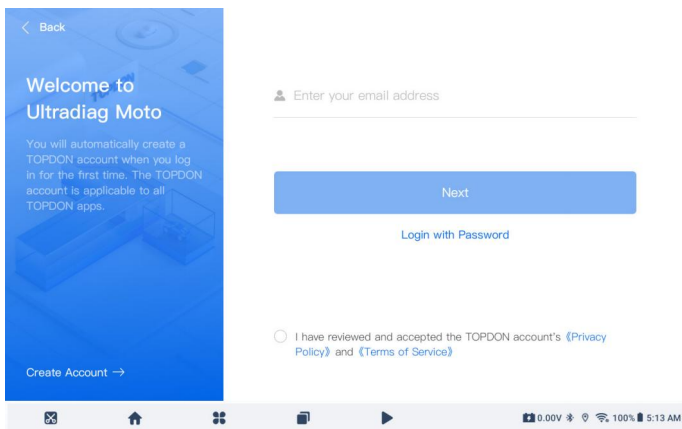 Back
Welcome to
Ultradiag Moto
You will automatically create a
TOPDON account when you log
in for the first time. The TOPDON
account is applicable to all
TOPDON apps.
Create Account →
Enter your email address
Next
Login with Password
I have reviewed and accepted the TOPDON account's 《Privacy
Policy》 and 《Terms of Service》
0.00V 100% 5:13 AM